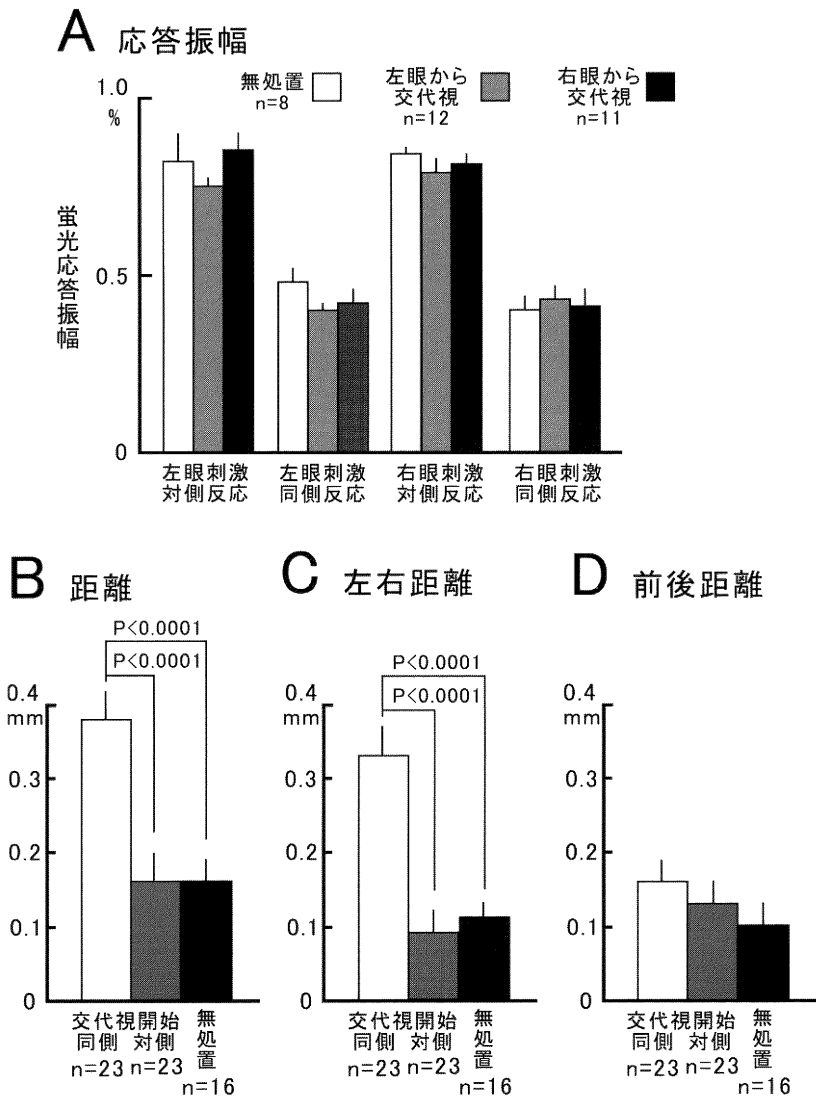 A 応答振幅
無処置
n=8
左眼から
交代視
n=12
右眼から
交代視
n=11
1.0
%
0.5
0
蛍光応答振幅
左眼刺激
対側反応
左眼刺激
同側反応
右眼刺激
対側反応
右眼刺激
同側反応
B 距離
P<0.0001
P<0.0001
0.4
mm
0.3
0.2
0.1
0
交代視開始
同側 対側
n=23 n=23
無処置
n=16
C 左右距離
P<0.0001
P<0.0001
0.4
mm
0.3
0.2
0.1
0
交代視開始
同側 対側
n=23 n=23
無処置
n=16
D 前後距離
0.4
mm
0.3
0.2
0.1
0
交代視開始
同側 対側
n=23 n=23
無処置
n=16